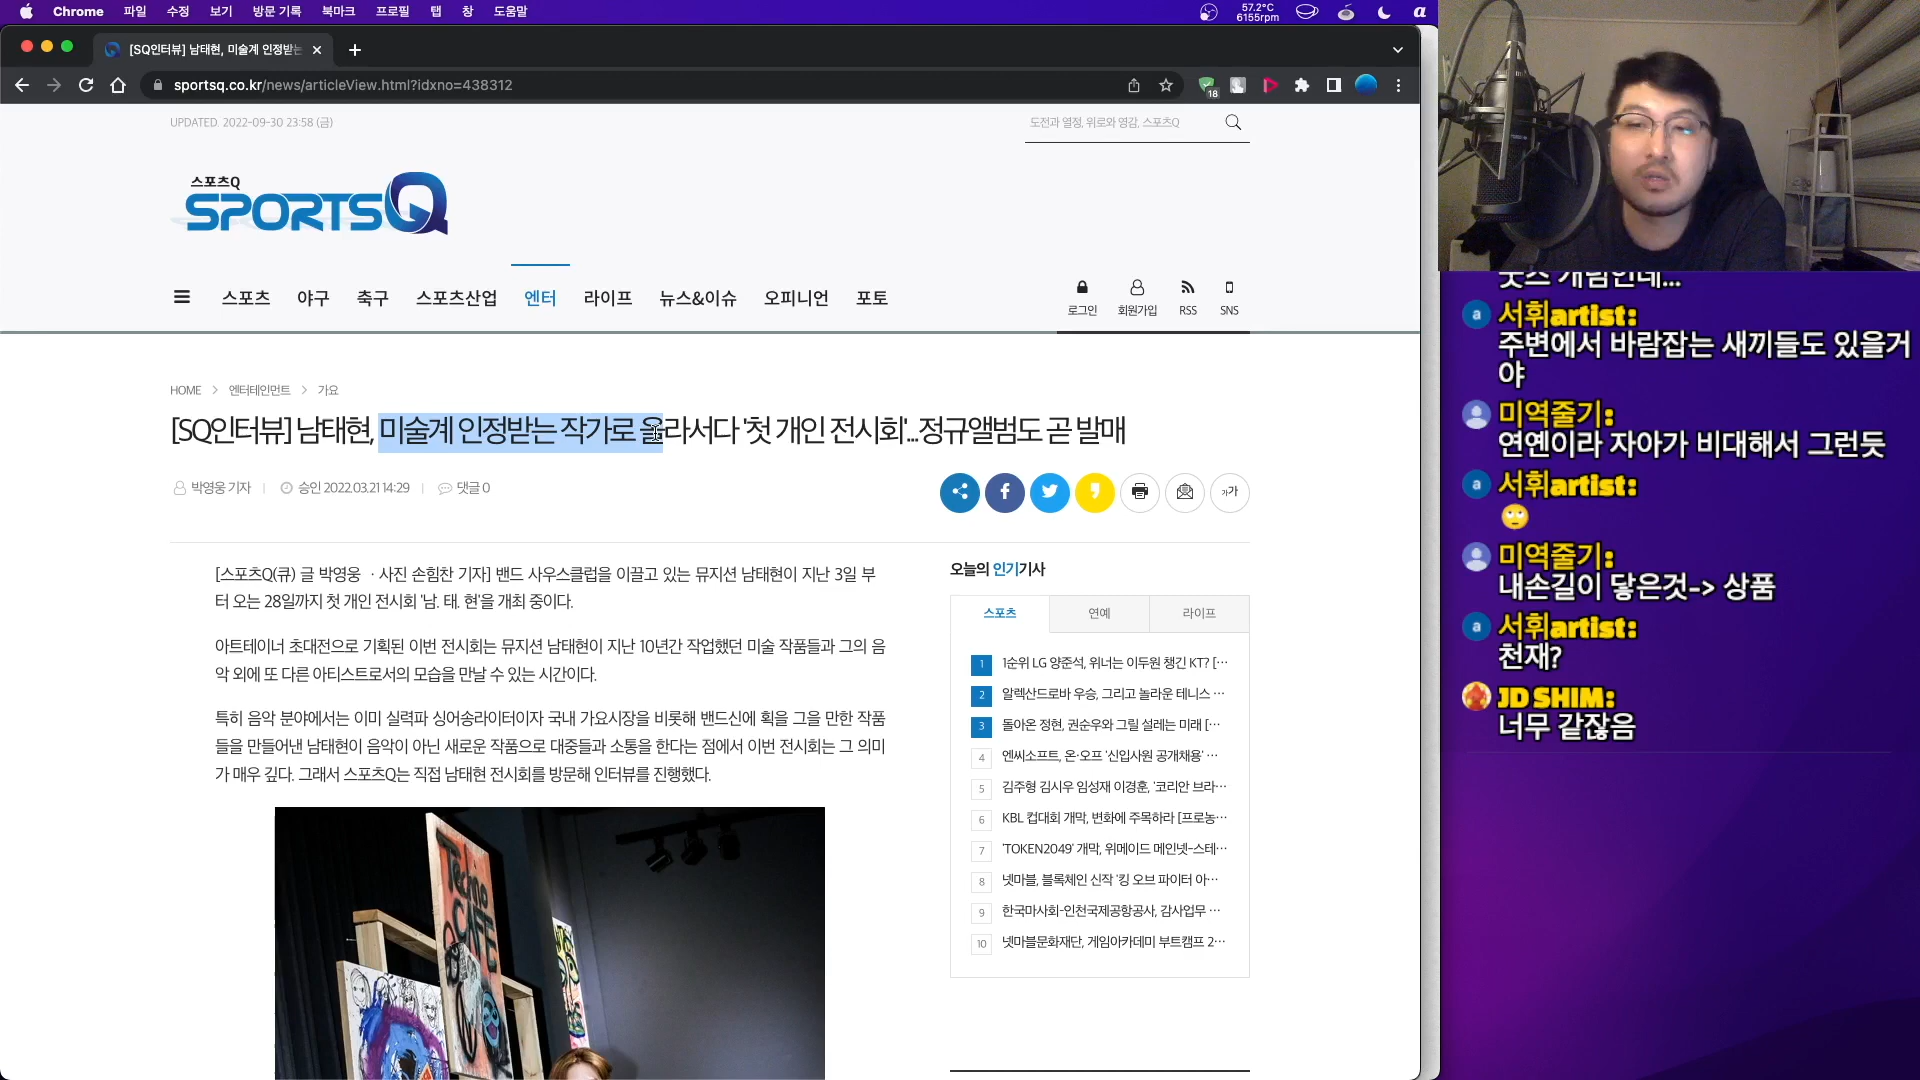 Chrome 파일 수정 보기 방문 기록 북마크 프로필 탭 창 도움말
57.2°C
6155rpm
[SQ인터뷰] 남태현, 미술계 인정받는
sportsq.co.kr/news/articleView.html?idxno=438312
18
UPDATED. 2022-09-30 23:58 (금)
도전과 열정, 위로와 영감, 스포츠Q
스포츠Q
SPORTSQ
스포츠 야구 축구 스포츠산업 엔터 라이프 뉴스&이슈 오피니언 포토
로그인 회원가입 RSS SNS
HOME 엔터테인먼트 가요
[SQ인터뷰] 남태현, 미술계 인정받는 작가로 올라서다 '첫 개인 전시회'...정규앨범도 곧 발매
박영웅 기자
승인 2022.03.21 14:29
댓글 0
가가
[스포츠Q(큐) 글 박영웅 · 사진 손힘찬 기자] 밴드 사우스클럽을 이끌고 있는 뮤지션 남태현이 지난 3일 부
터 오는 28일까지 첫 개인 전시회 '남. 태. 현'을 개최 중이다.
아트테이너 초대전으로 기획된 이번 전시회는 뮤지션 남태현이 지난 10년간 작업했던 미술 작품들과 그의 음
악 외에 또 다른 아티스트로서의 모습을 만날 수 있는 시간이다.
특히 음악 분야에서는 이미 실력파 싱어송라이터이자 국내 가요시장을 비롯해 밴드신에 획을 그을 만한 작품
들을 만들어낸 남태현이 음악이 아닌 새로운 작품으로 대중들과 소통을 한다는 점에서 이번 전시회는 그 의미
가 매우 깊다. 그래서 스포츠Q는 직접 남태현 전시회를 방문해 인터뷰를 진행했다.
Tecno
CAFE
오늘의 인기기사
스포츠 연예 라이프
1 1순위 LG 양준석, 위너는 이두원 챙긴 KT? […
2 알렉산드로바 우승, 그리고 놀라운 테니스 …
3 돌아온 정현, 권순우와 그릴 설레는 미래 […
4 엔씨소프트, 온·오프 '신입사원 공개채용' …
5 김주형 김시우 임성재 이경훈, '코리안 브라…
6 KBL 컵대회 개막, 변화에 주목하라 [프로농…
7 'TOKEN2049' 개막, 위메이드 메인넷-스테…
8 넷마블, 블록체인 신작 '킹 오브 파이터 아…
9 한국마사회-인천국제공항공사, 감사업무 …
10 넷마블문화재단, 게임아카데미 부트캠프 2…
굿즈 개념인데...
a 서휘artist:
주변에서 바람잡는 새끼들도 있을거
야
미역줄기:
연옌이라 자아가 비대해서 그런듯
a 서휘artist:
미역줄기:
내손길이 닿은것-> 상품
a 서휘artist:
천재?
JD SHIM:
너무 같잖음